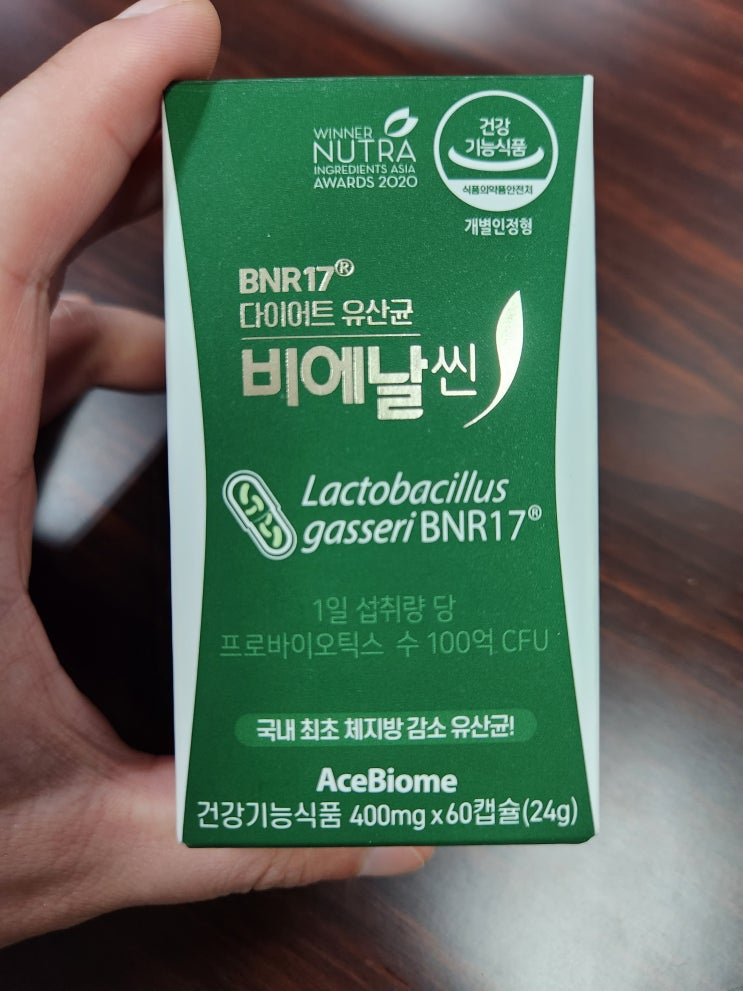 WINNER
NUTRA
INGREDIENTS ASIA
AWARDS 2020
건강
기능식품
식품의약품안전처
개별인정형
BNR17®
다이어트 유산균
비에날씬
Lactobacillus
gasseri BNR17®
1일 섭취량 당
프로바이오틱스 수 100억 CFU
국내 최초 체지방 감소 유산균!
AceBiome
건강기능식품 400mg x 60캡슐(24g)